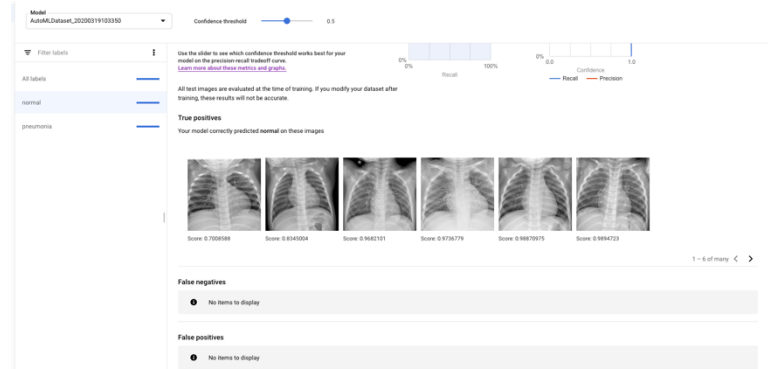 Model
AutoMLDataset_20200319103350
Confidence threshold
0.5
Filter labels
All labels
normal
pneumonia
Use the slider to see which confidence threshold works best for your
model on the precision-recall tradeoff curve.
Learn more about these metrics and graphs.
0%
0%
100%
Recall
0%
0.0
1.0
Confidence
Recall
Precision
All test images are evaluated at the time of training. If you modify your dataset after
training, these results will not be accurate.
True positives
Your model correctly predicted normal on these images
Score: 0.7008588
Score: 0.8345004
Score: 0.9682101
Score: 0.9736779
Score: 0.98870975
Score: 0.9894723
1 – 6 of many
False negatives
No items to display
False positives
No items to display